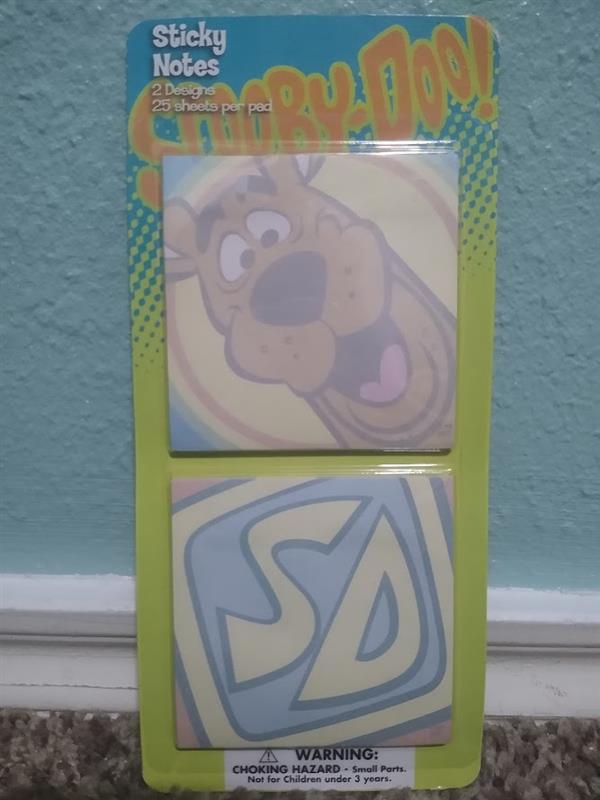 Sticky
Notes
2 Designs
25 sheets per pad
SCOOBY-DOO!
SD
WARNING:
CHOKING HAZARD - Small Parts.
Not for Children under 3 years.